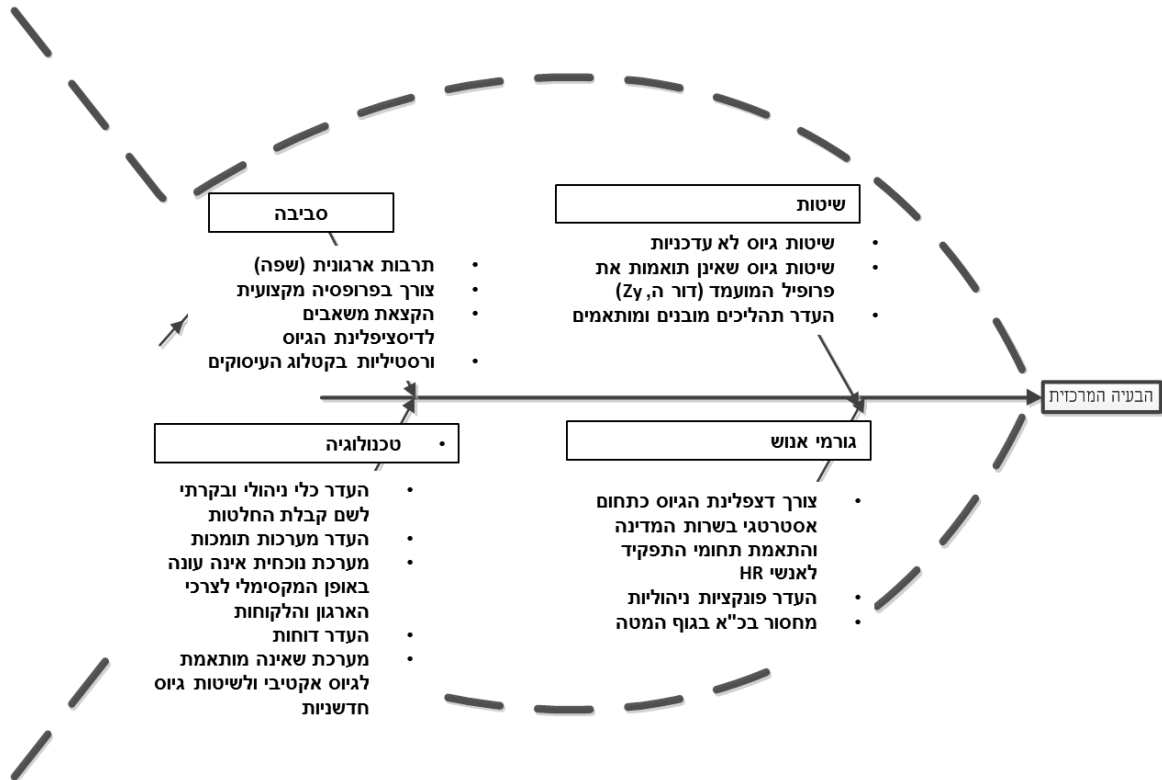 שיטות
• שיטות גיוס לא עדכניות
• שיטות גיוס שאינן תואמות את
פרופיל המועמד (דור ה, Zy)
• העדר תהליכים מובנים ומותאמים
סביבה
• תרבות ארגונית (שפה)
• צורך בפרופסיה מקצועית
• הקצאת משאבים
לדיסציפלינת הגיוס
• ורסטיליות בקטלוג העיסוקים
הבעיה המרכזית
גורמי אנוש
• צורך דצפלינת הגיוס כתחום
אסטרטגי בשרות המדינה
והתאמת תחומי התפקיד
לאנשי HR
• העדר פונקציות ניהוליות
• מחסור בכ"א בגוף המטה
• טכנולוגיה
• העדר כלי ניהולי ובקרתי
לשם קבלת החלטות
• העדר מערכות תומכות
• מערכת נוכחית אינה עונה
באופן המקסימלי לצרכי
הארגון והלקוחות
• העדר דוחות
• מערכת שאינה מותאמת
לגיוס אקטיבי ולשיטות גיוס
חדשניות